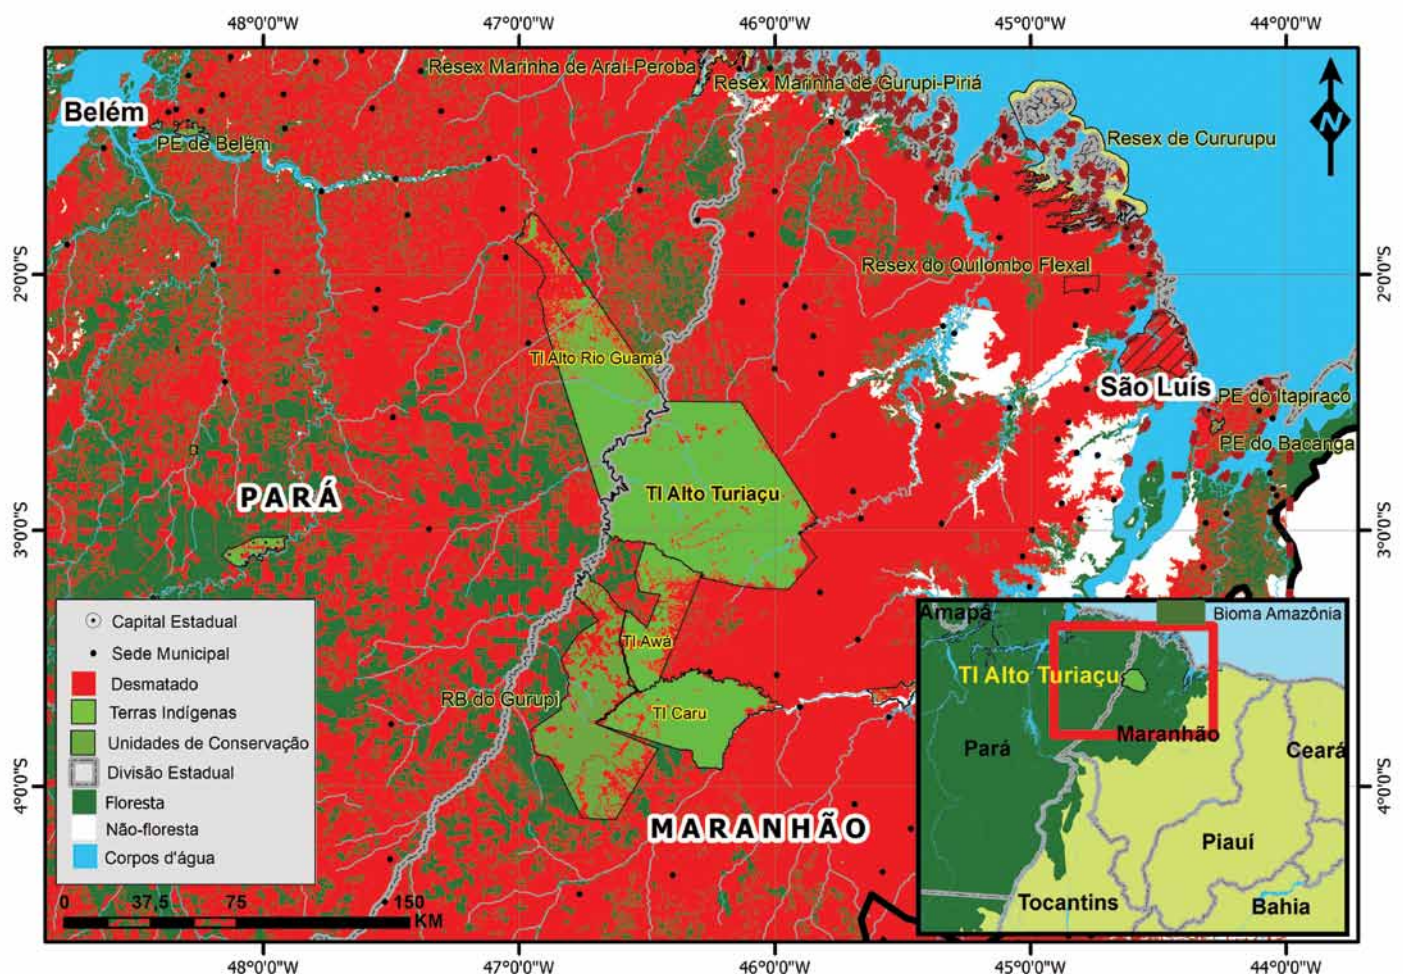 48°0'0"W 47°0'0"W 46°0'0"W 45°0'0"W 44°0'0"W
Resex Marinha de Arai-Peroba
Resex Marinha de Gurupi-Piriá
Belém
PE de Belém
Resex de Cururupu
N
2°0'0"S
2°0'0"S
Resex do Quilombo Flexal
TI Alto Rio Guamá
São Luís
PE do Itapiracó
PE do Bacanga
PARÁ
TI Alto Turiaçu
3°0'0"S
3°0'0"S
TI Awá
RB do Gurupi
TI Caru
4°0'0"S
4°0'0"S
MARANHÃO
Capital Estadual
Sede Municipal
Desmatado
Terras Indígenas
Unidades de Conservação
Divisão Estadual
Floresta
Não-floresta
Corpos d'água
0 37,5 75 150
KM
Amapá
Bioma Amazônia
TI Alto Turiaçu
Maranhão
Pará
Ceará
Piauí
Tocantins
Bahia
48°0'0"W 47°0'0"W 46°0'0"W 45°0'0"W 44°0'0"W